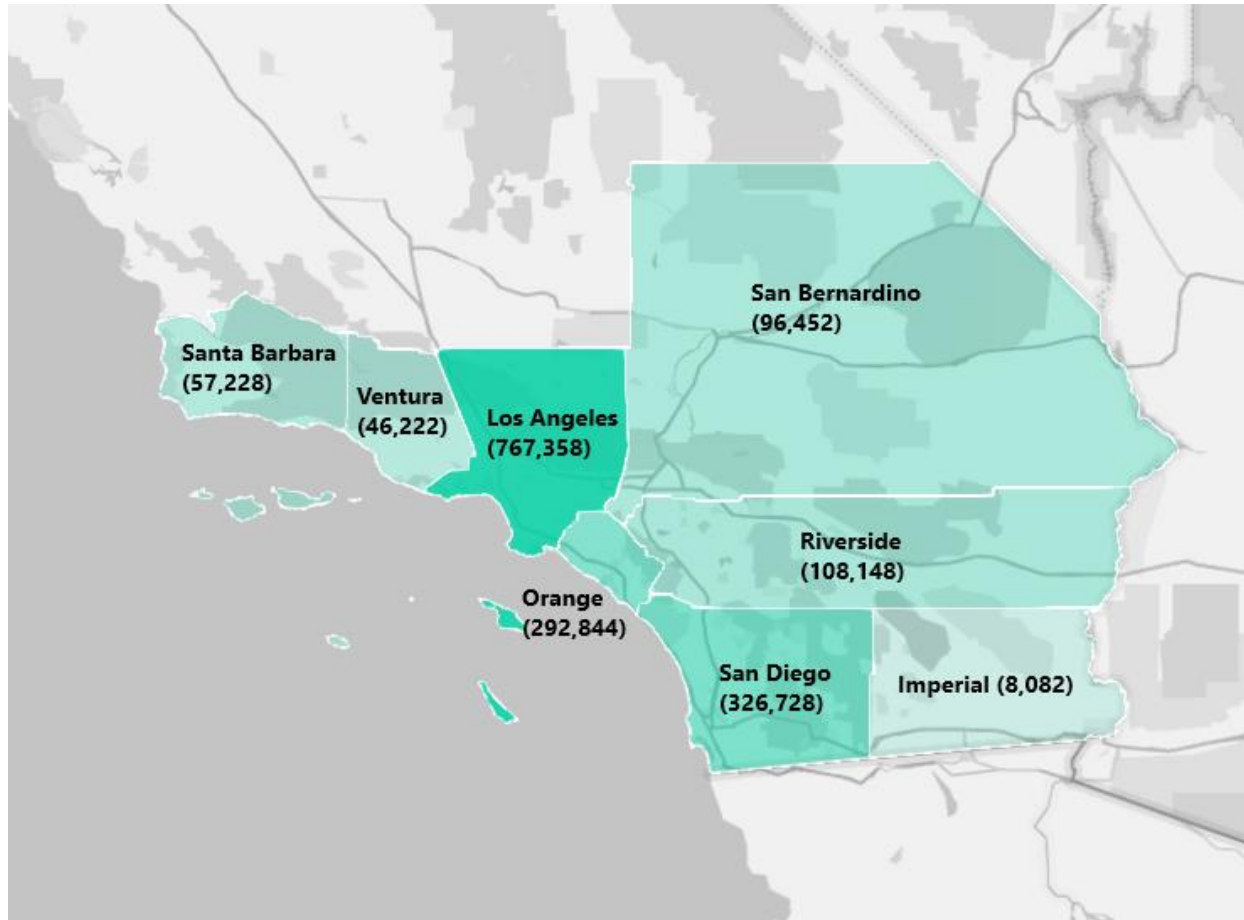 San Bernardino
(96,452)
Santa Barbara
(57,228)
Ventura
(46,222)
Los Angeles
(767,358)
Riverside
(108,148)
Orange
(292,844)
San Diego
(326,728)
Imperial (8,082)